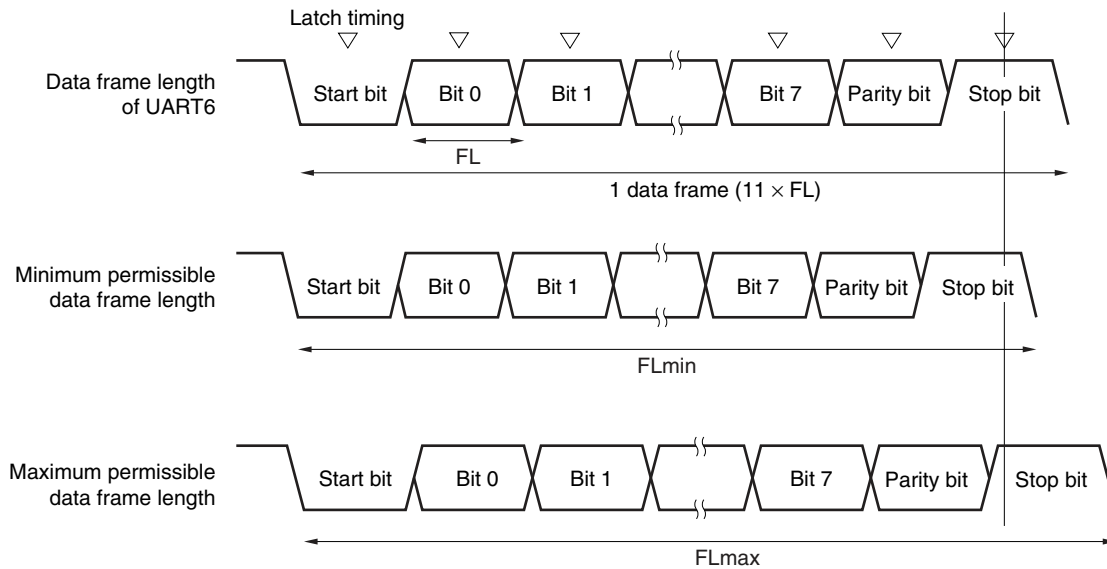 Latch timing
Data frame length
of UART6
Start bit Bit 0 Bit 1 Bit 7 Parity bit Stop bit
FL
1 data frame (11 × FL)
Minimum permissible
data frame length
Start bit Bit 0 Bit 1 Bit 7 Parity bit Stop bit
FLmin
Maximum permissible
data frame length
Start bit Bit 0 Bit 1 Bit 7 Parity bit Stop bit
FLmax